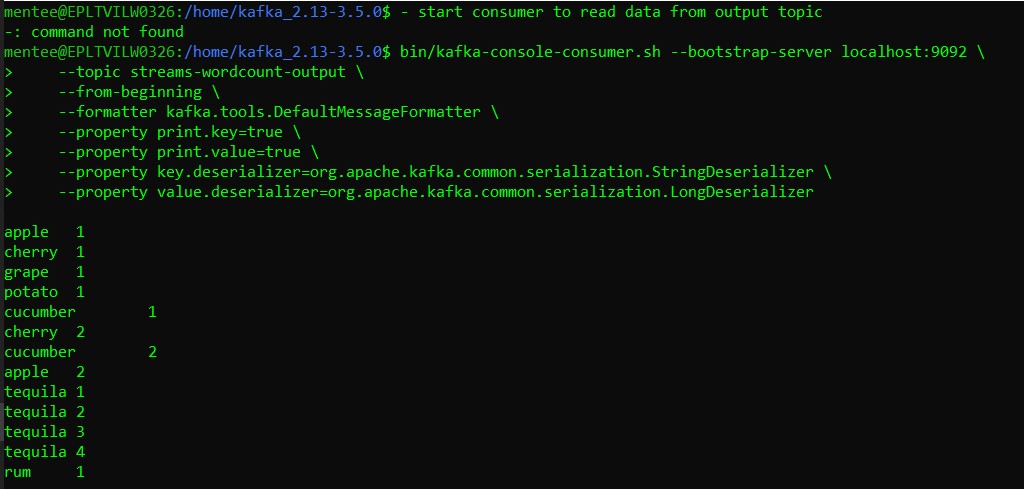 mentee@EPLTVILW0326:/home/kafka_2.13-3.5.0$ - start consumer to read data from output topic
-: command not found
mentee@EPLTVILW0326:/home/kafka_2.13-3.5.0$ bin/kafka-console-consumer.sh --bootstrap-server localhost:9092 \
>     --topic streams-wordcount-output \
>     --from-beginning \
>     --formatter kafka.tools.DefaultMessageFormatter \
>     --property print.key=true \
>     --property print.value=true \
>     --property key.deserializer=org.apache.kafka.common.serialization.StringDeserializer \
>     --property value.deserializer=org.apache.kafka.common.serialization.LongDeserializer
apple   1
cherry  1
grape   1
potato  1
cucumber        1
cherry  2
cucumber        2
apple   2
tequila 1
tequila 2
tequila 3
tequila 4
rum     1